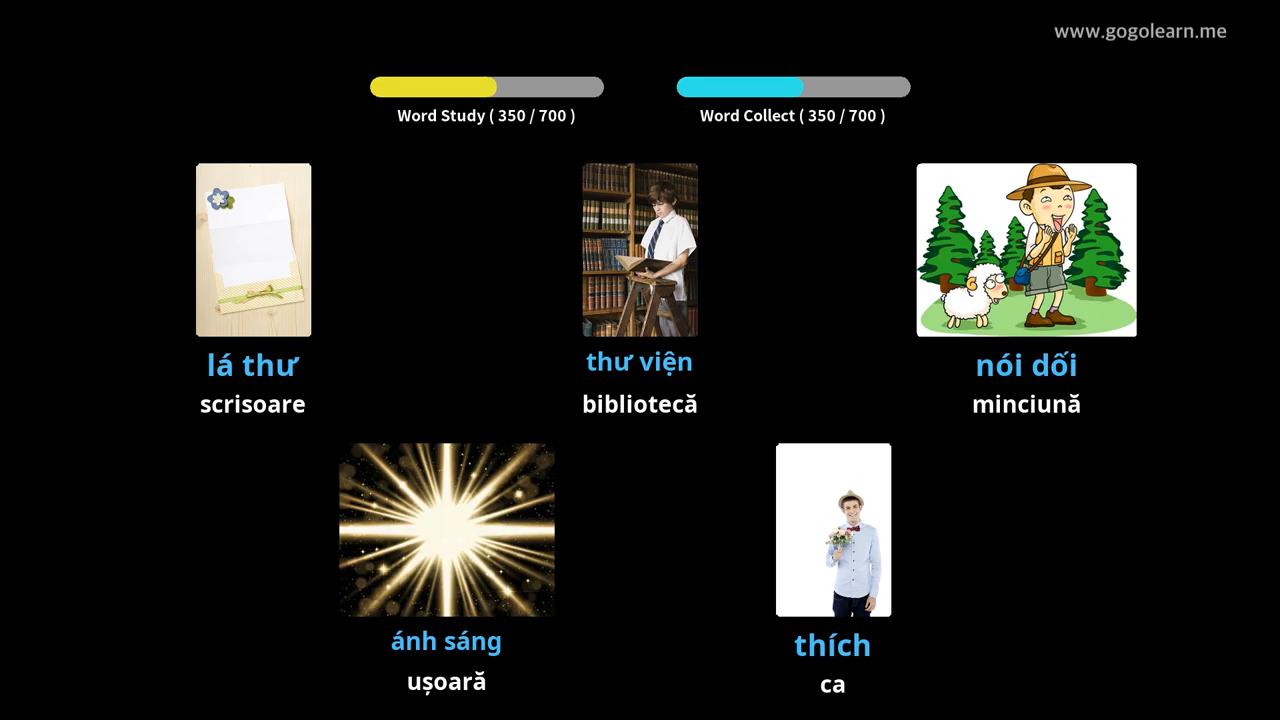 www.gogolearn.me
Word Study ( 350 / 700 )
Word Collect ( 350 / 700 )
lá thư
scrisoare
thư viện
bibliotecă
nói dối
minciună
ánh sáng
ușoară
thích
ca